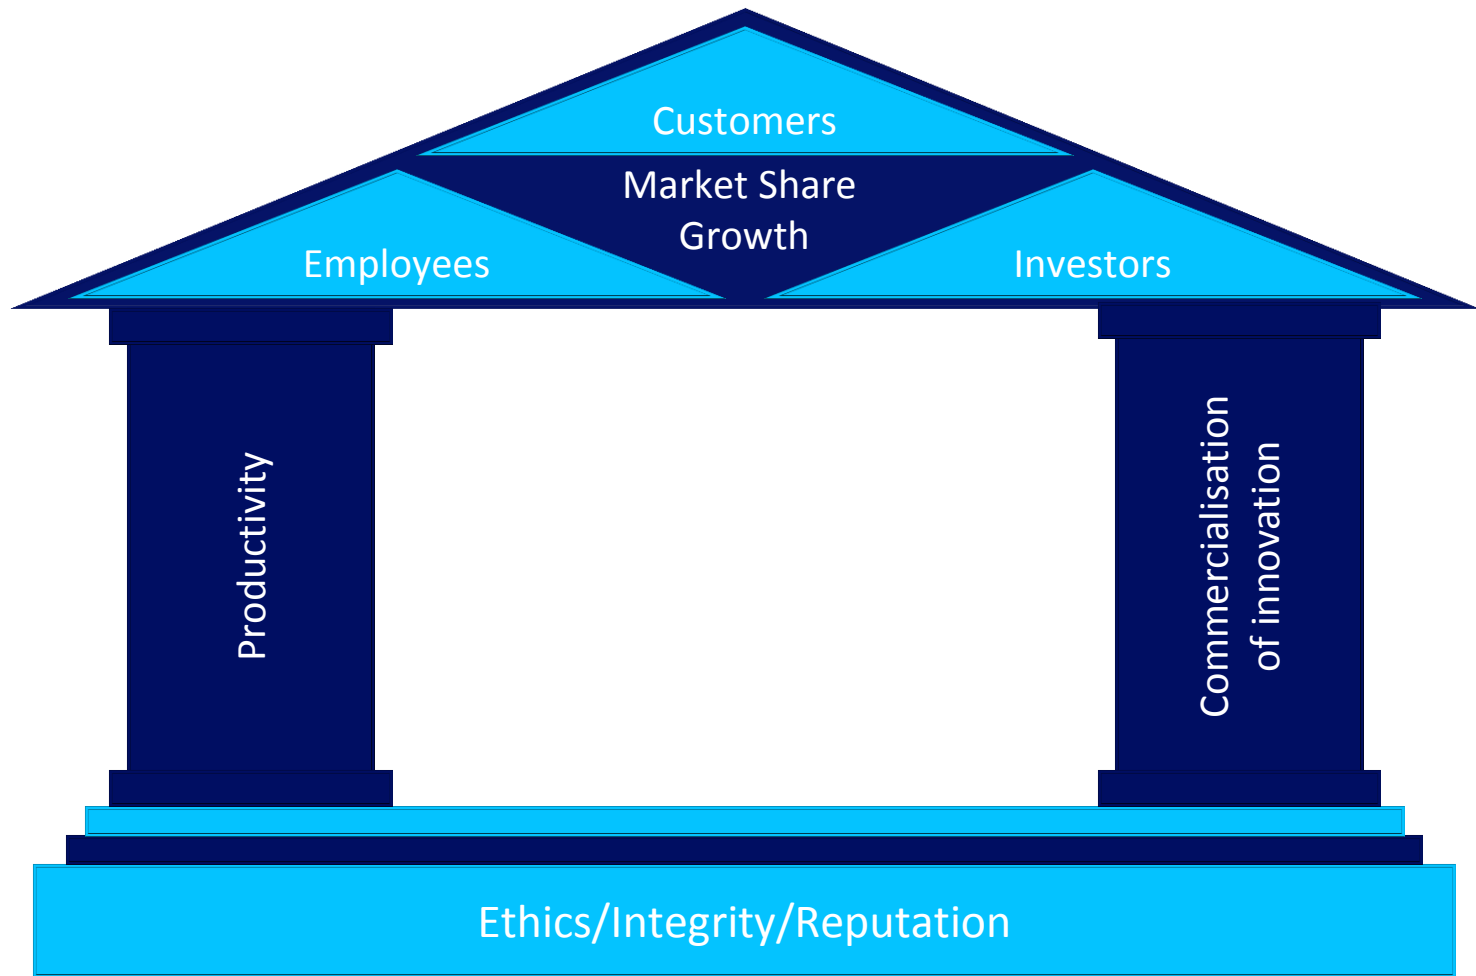 Customers
Market Share
Growth
Employees
Investors
Productivity
Commercialisation
of innovation
Ethics/Integrity/Reputation